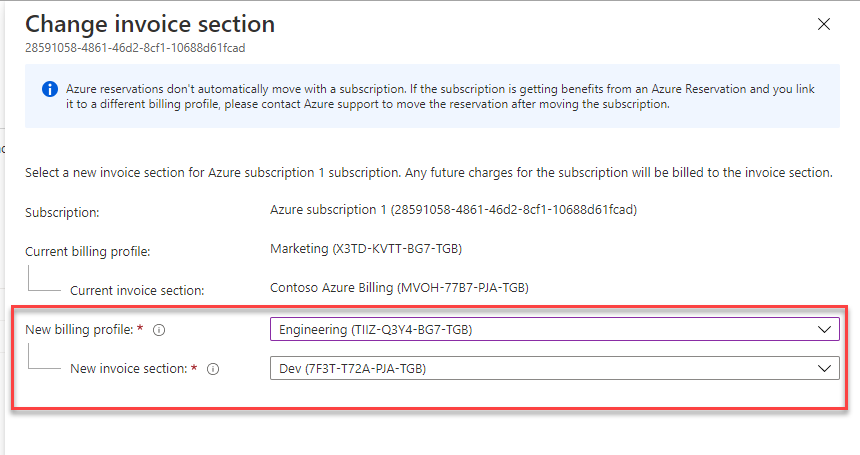 Change invoice section
28591058-4861-46d2-8cf1-10688d61fcad
Azure reservations don't automatically move with a subscription. If the subscription is getting benefits from an Azure Reservation and you link
it to a different billing profile, please contact Azure support to move the reservation after moving the subscription.
Select a new invoice section for Azure subscription 1 subscription. Any future charges for the subscription will be billed to the invoice section.
Subscription: Azure subscription 1 (28591058-4861-46d2-8cf1-10688d61fcad)
Current billing profile: Marketing (X3TD-KVTT-BG7-TGB)
Current invoice section: Contoso Azure Billing (MVOH-77B7-PJA-TGB)
New billing profile: * Engineering (TIIZ-Q3Y4-BG7-TGB)
New invoice section: * Dev (7F3T-T72A-PJA-TGB)